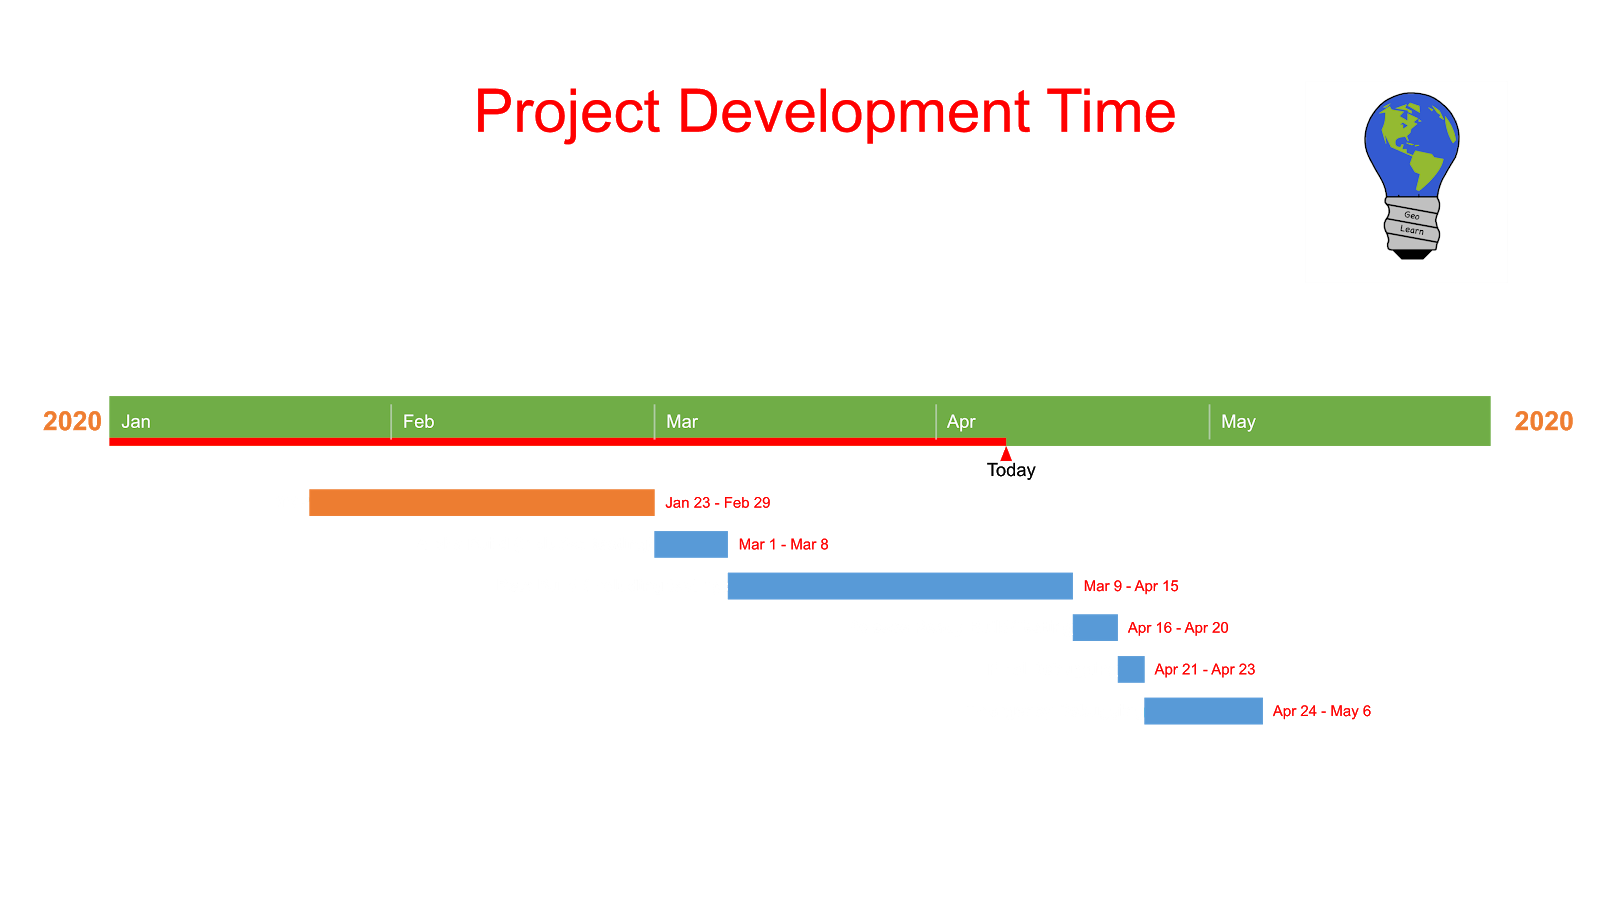 Project Development Time
Geo
Learn
2020 Jan Feb Mar Apr May 2020
Today
Jan 23 - Feb 29
Mar 1 - Mar 8
Mar 9 - Apr 15
Apr 16 - Apr 20
Apr 21 - Apr 23
Apr 24 - May 6